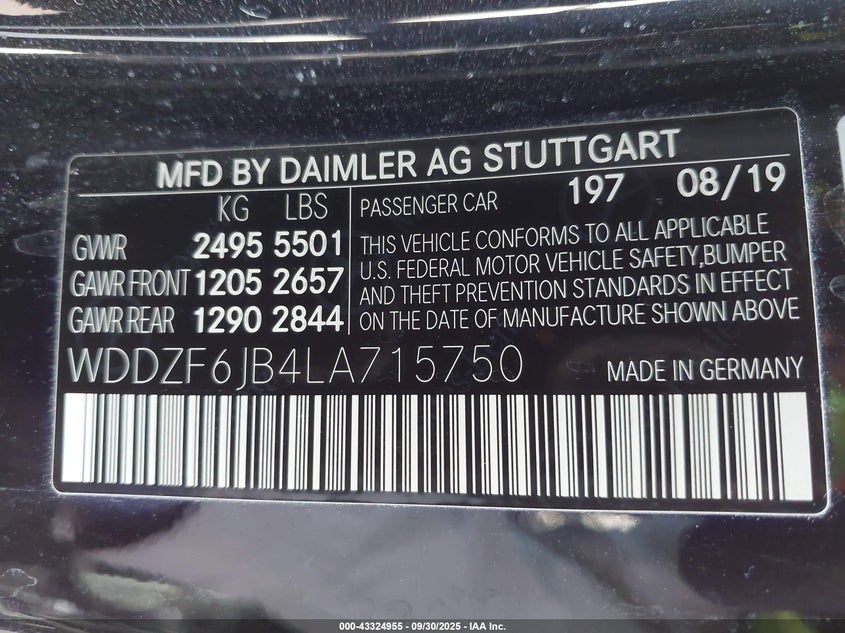 MFD BY DAIMLER AG STUTTGART
KG LBS
PASSENGER CAR 197 08/19
GVWR 2495 5501
GAWR FRONT 1205 2657
GAWR REAR 1290 2844
THIS VEHICLE CONFORMS TO ALL APPLICABLE
U.S. FEDERAL MOTOR VEHICLE SAFETY,BUMPER
AND THEFT PREVENTION STANDARDS IN EFFECT
ON THE DATE OF MANUFACTURE SHOWN ABOVE
WDDZF6JB4LA715750
MADE IN GERMANY
000-43324955 - 09/30/2025 - IAA Inc.